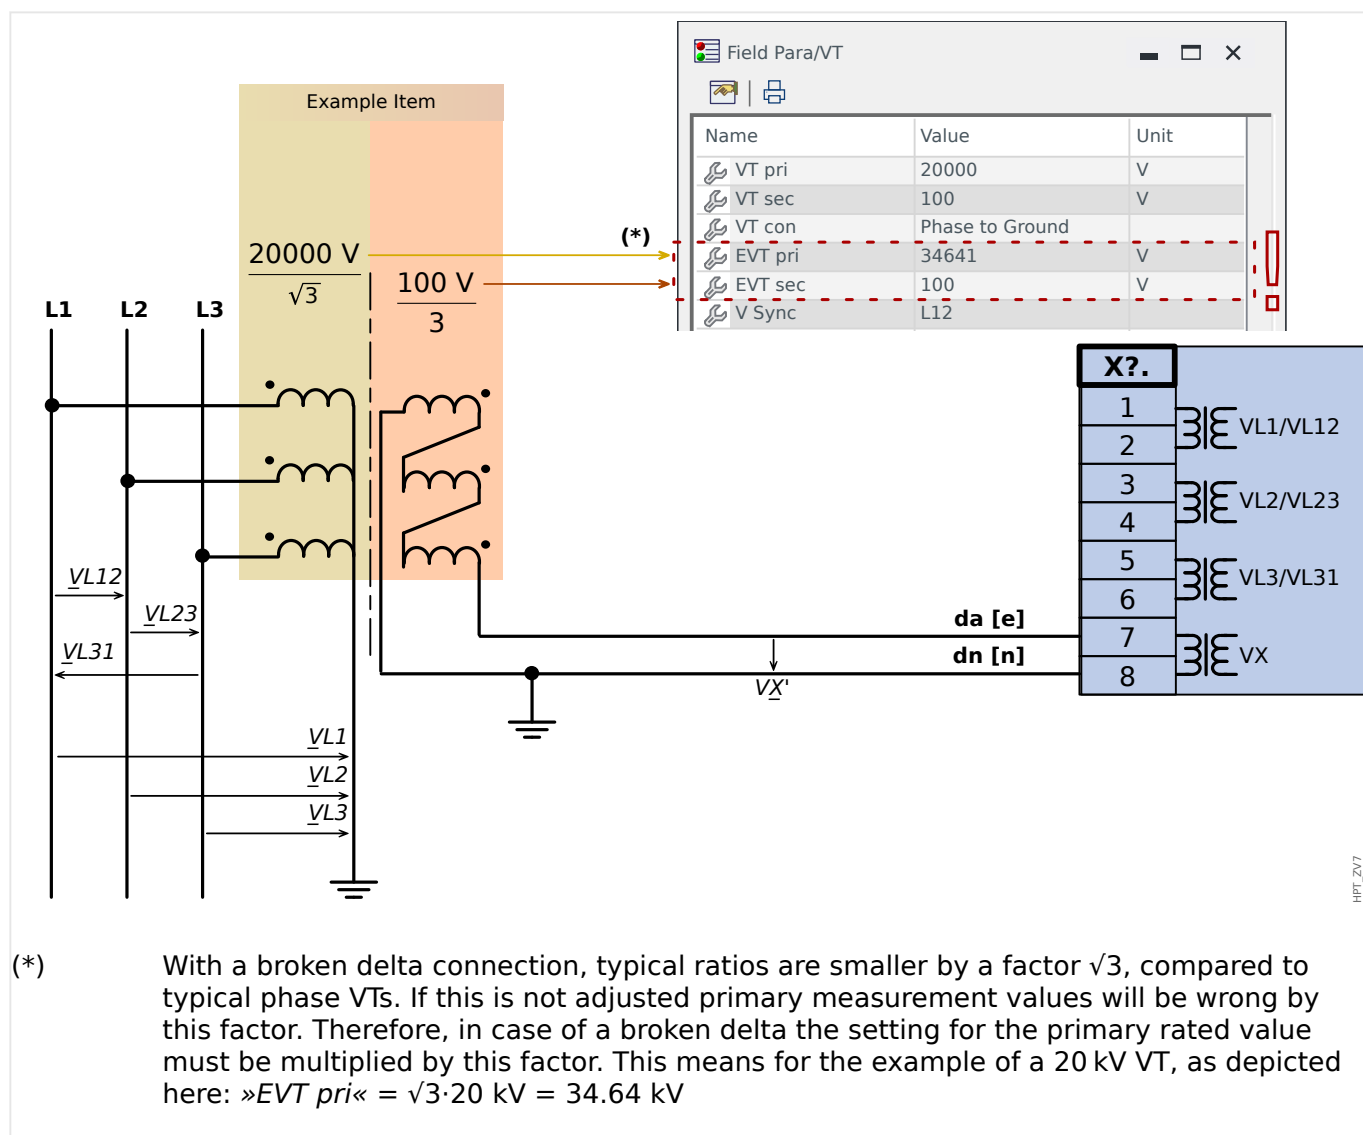 Example Item
Field Para/VT
Name Value Unit
VT pri 20000 V
VT sec 100 V
VT con Phase to Ground
EVT pri 34641 V
EVT sec 100 V
V Sync L12
(*)
20000 V
√3
100 V
3
L1 L2 L3
X?.
1
2
3
4
5
6
7
8
VL1/VL12
VL2/VL23
VL3/VL31
VX
VL12
VL23
VL31
da [e]
dn [n]
VX'
VL1
VL2
VL3
HPT_ZV7
(*) With a broken delta connection, typical ratios are smaller by a factor √3, compared to
typical phase VTs. If this is not adjusted primary measurement values will be wrong by
this factor. Therefore, in case of a broken delta the setting for the primary rated value
must be multiplied by this factor. This means for the example of a 20 kV VT, as depicted
here: »EVT pri« = √3·20 kV = 34.64 kV